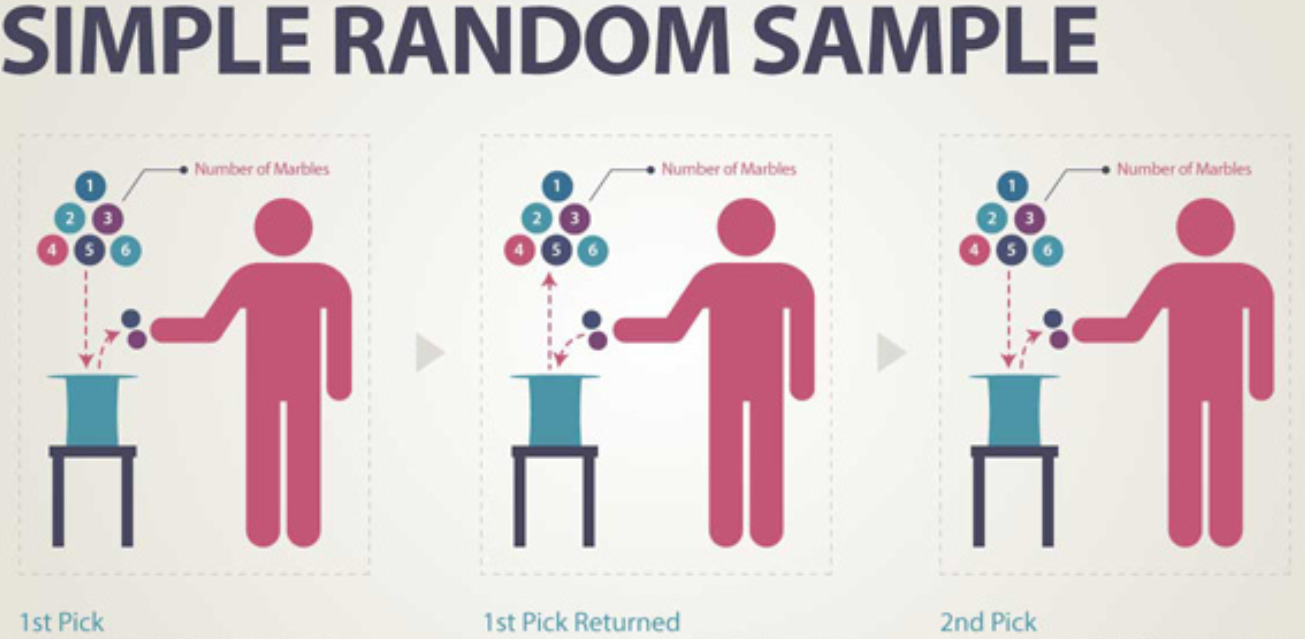 SIMPLE RANDOM SAMPLE
Number of Marbles
1
2 3
4 5 6
1st Pick
Number of Marbles
1
2 3
4 5 6
1st Pick Returned
Number of Marbles
1
2 3
4 5 6
2nd Pick